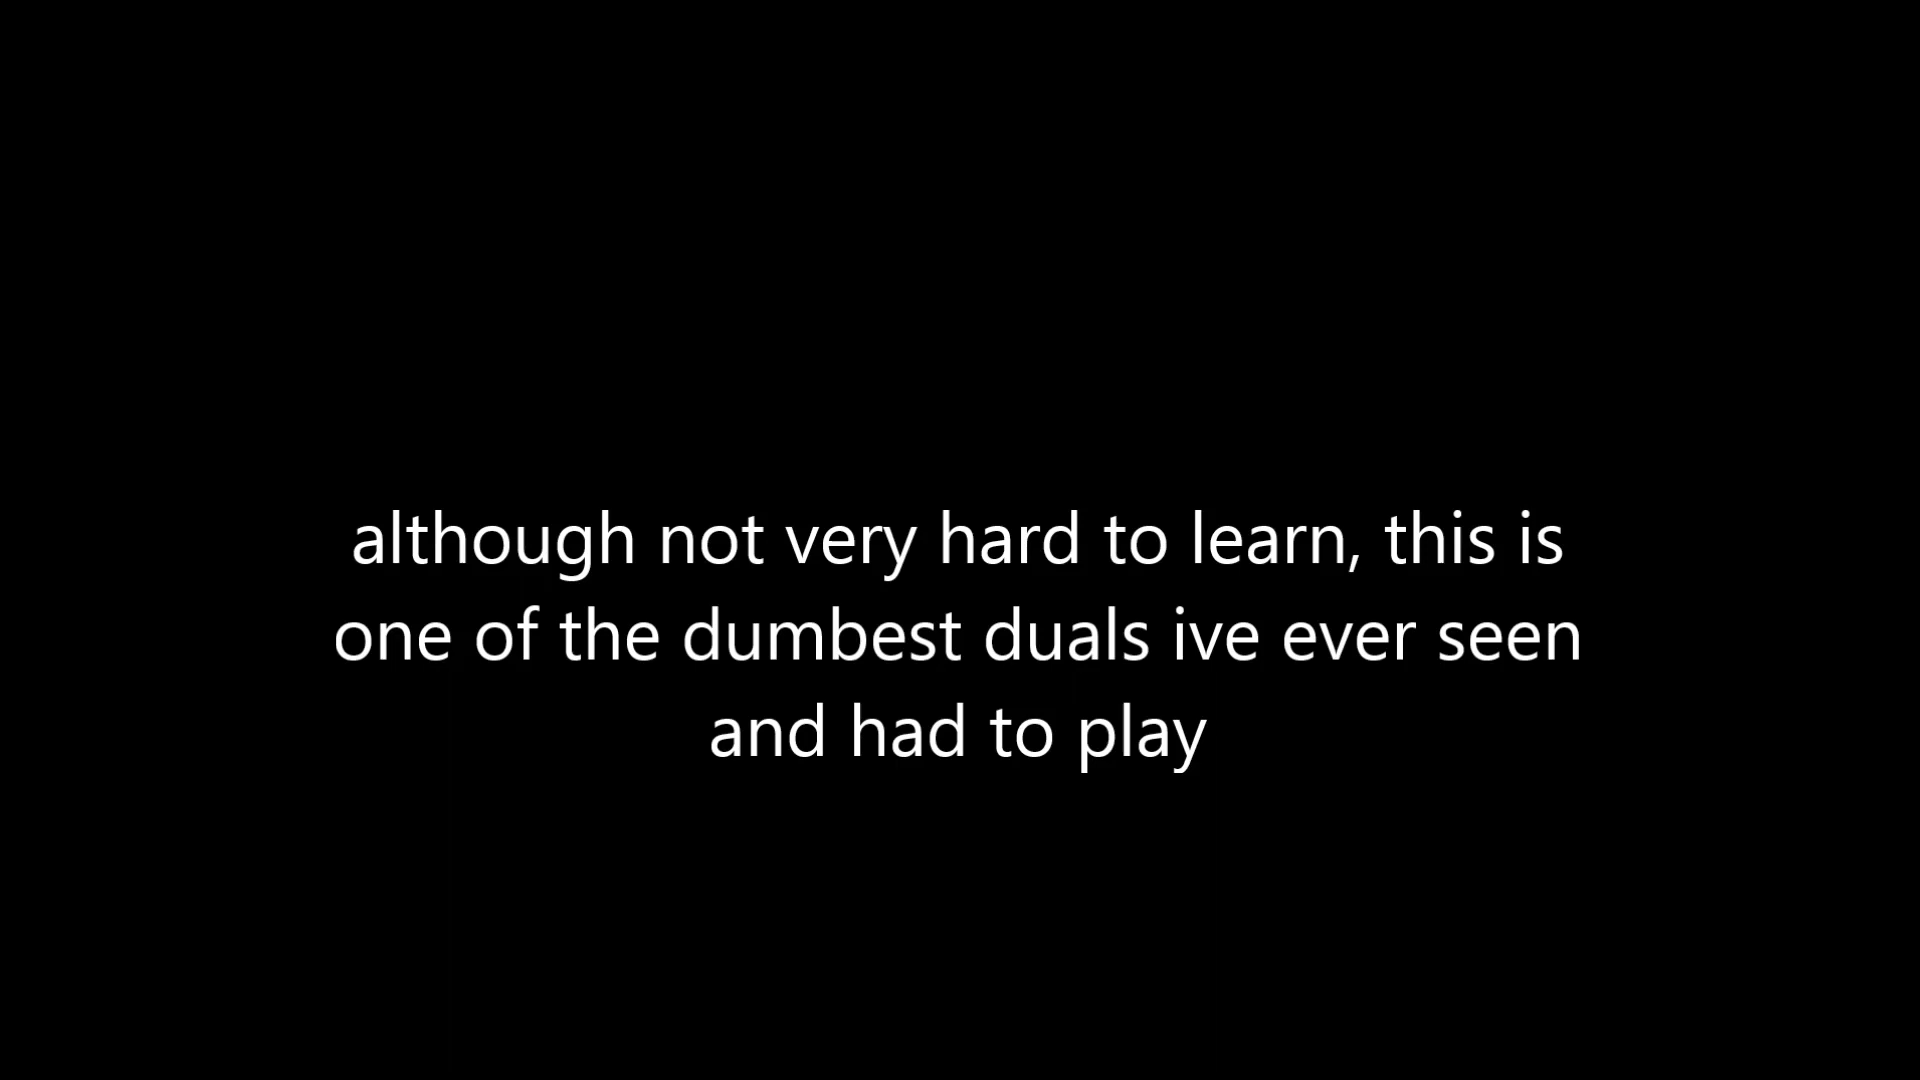 although not very hard to learn, this is
one of the dumbest duals ive ever seen
and had to play